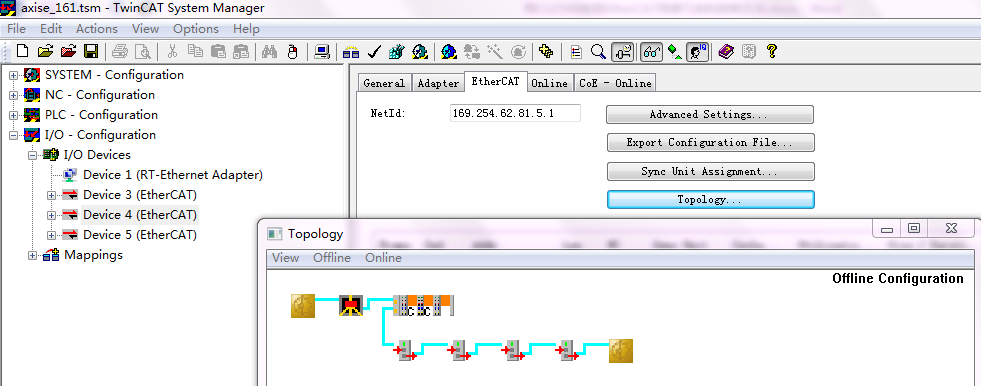 axise_161.tsm - TwinCAT System Manager
File Edit Actions View Options Help
SYSTEM - Configuration
NC - Configuration
PLC - Configuration
I/O - Configuration
I/O Devices
Device 1 (RT-Ethernet Adapter)
Device 3 (EtherCAT)
Device 4 (EtherCAT)
Device 5 (EtherCAT)
Mappings
General Adapter EtherCAT Online CoE - Online
NetId: 169.254.62.81.5.1
Advanced Settings...
Export Configuration File...
Sync Unit Assignment...
Topology...
Topology
View Offline Online
Offline Configuration
C C